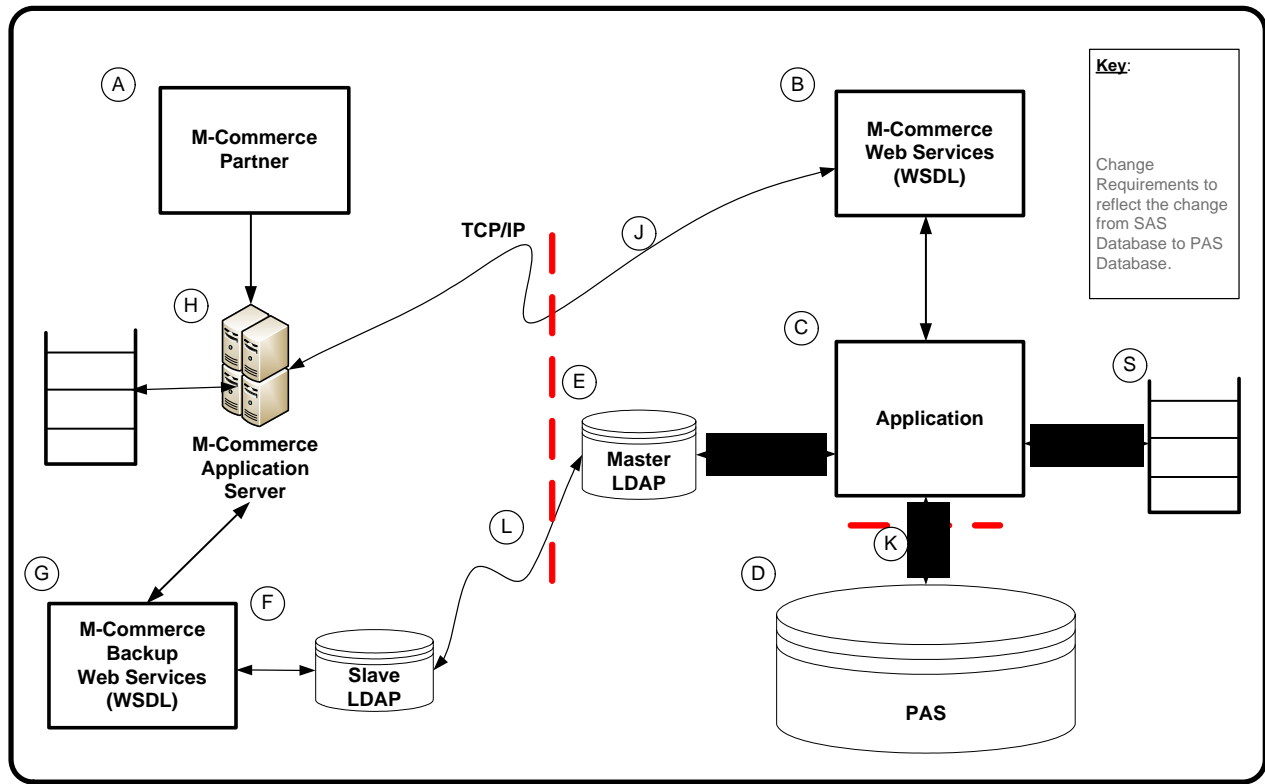 A
M-Commerce
Partner
B
M-Commerce
Web Services
(WSDL)
Key:
Change
Requirements to
reflect the change
from SAS
Database to PAS
Database.
TCP/IP
J
H
M-Commerce
Application
Server
C
Application
S
E
Master
LDAP
L
K
D
PAS
G
M-Commerce
Backup
Web Services
(WSDL)
F
Slave
LDAP